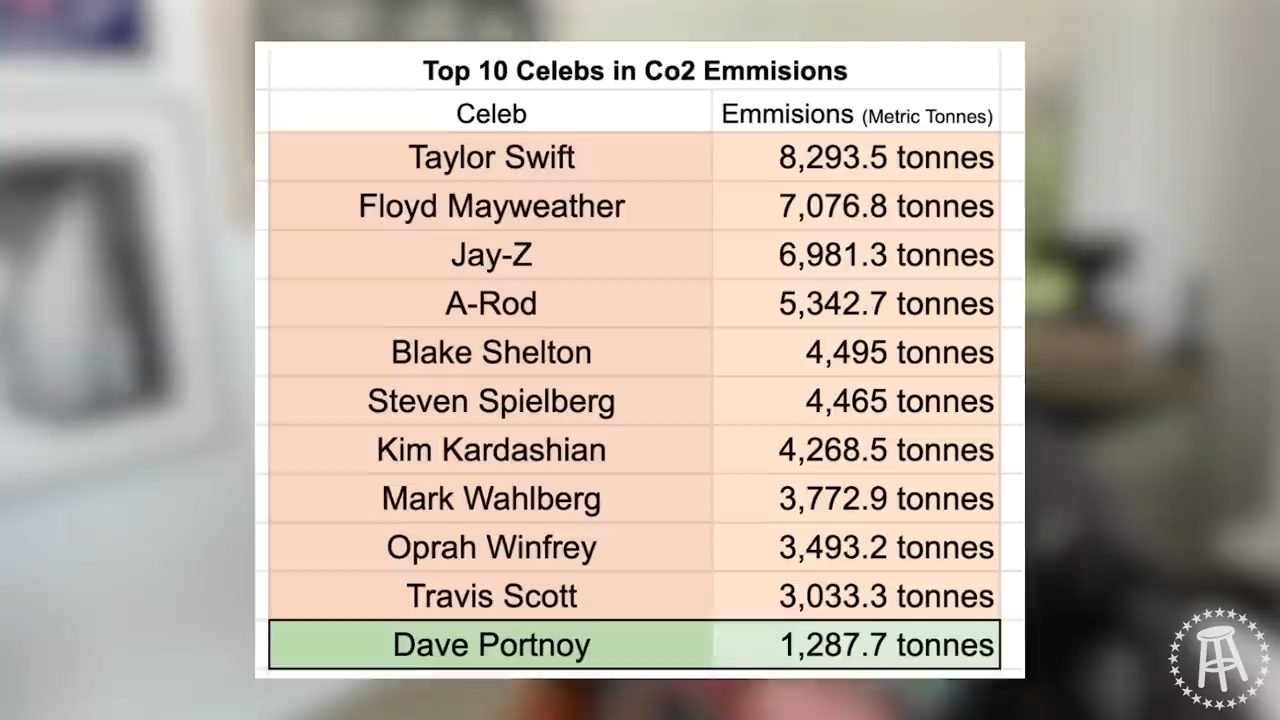 Top 10 Celebs in Co2 Emmisions
Celeb Emmisions (Metric Tonnes)
Taylor Swift 8,293.5 tonnes
Floyd Mayweather 7,076.8 tonnes
Jay-Z 6,981.3 tonnes
A-Rod 5,342.7 tonnes
Blake Shelton 4,495 tonnes
Steven Spielberg 4,465 tonnes
Kim Kardashian 4,268.5 tonnes
Mark Wahlberg 3,772.9 tonnes
Oprah Winfrey 3,493.2 tonnes
Travis Scott 3,033.3 tonnes
Dave Portnoy 1,287.7 tonnes